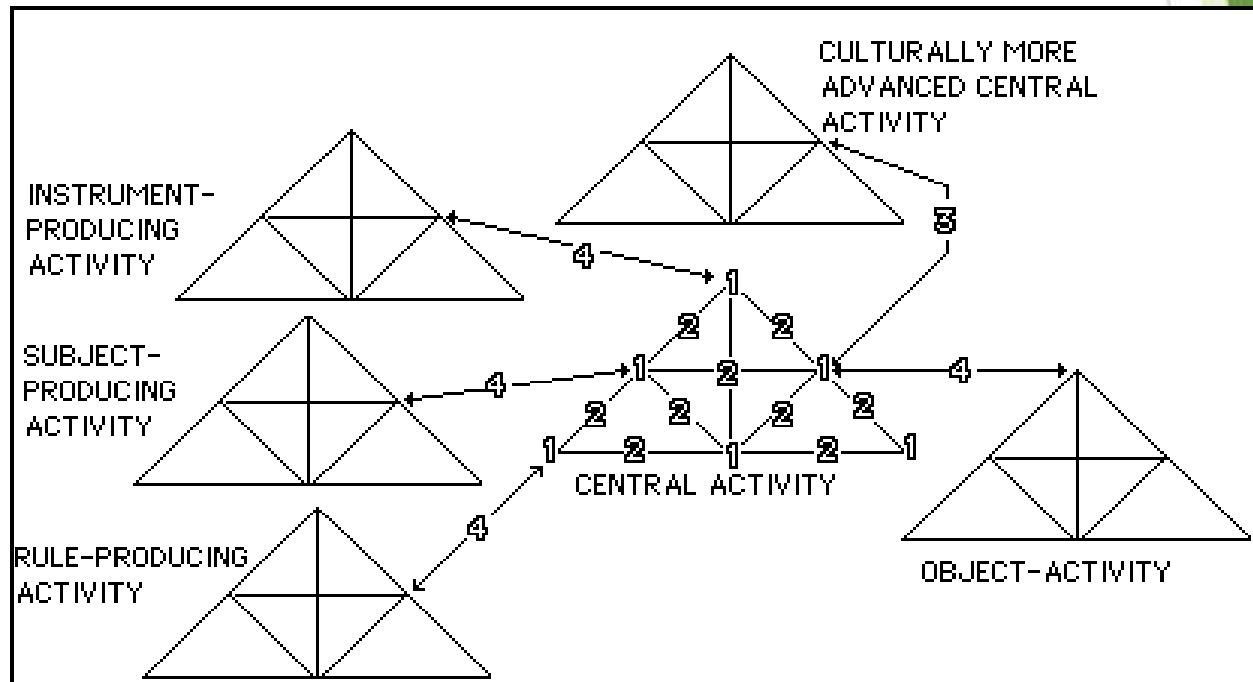 CULTURALLY MORE
ADVANCED CENTRAL
ACTIVITY
INSTRUMENT-
PRODUCING
ACTIVITY
3
4
1
2 2
SUBJECT-
PRODUCING
ACTIVITY
4
1 2 1
4
2 2 2 2
1 2 1 2 1
CENTRAL ACTIVITY
4
RULE-PRODUCING
ACTIVITY
OBJECT-ACTIVITY